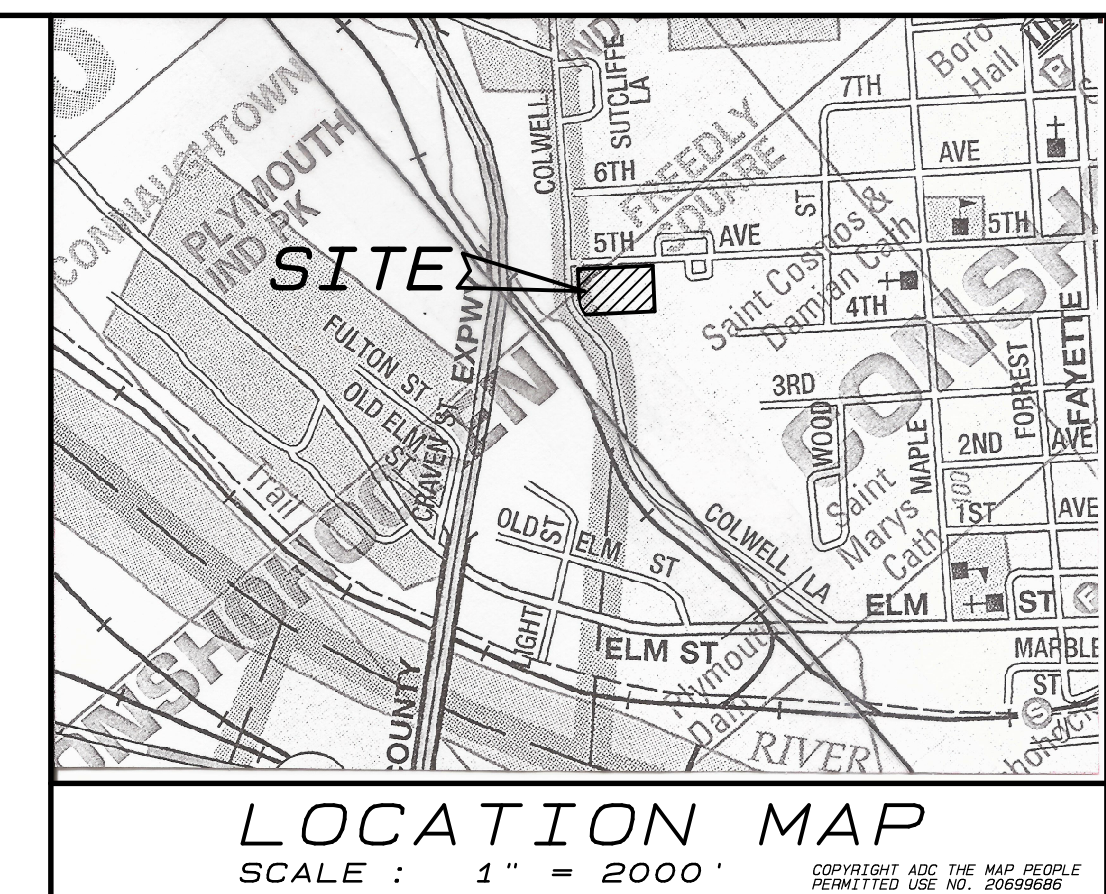 CONNAUGHTOWN
PLYMOUTH
IND PK
COLWELL
SUTCLIFFE
LA
7TH
Boro
Hall
6TH
AVE
FREEDLY
SQUARE
ST
5TH
AVE
5TH
SITE
Saint Cosmos &
Damian Cath
4TH
EXPWY
FULTON ST
OLD ELM
ST
CRAVEN ST
3RD
WOOD
MAPLE
FORREST
FAYETTE
2ND
AVE
100
1ST
AVE
Saint
Marys
Cath
Trail
OLD
ST
ELM
ST
COLWELL LA
LIGHT
ELM ST
ELM
ST
MARBLE
ST
Plymouth
Dam
RIVER
COUNTY
LOCATION MAP
SCALE : 1" = 2000'
COPYRIGHT ADC THE MAP PEOPLE
PERMITTED USE NO. 20699686